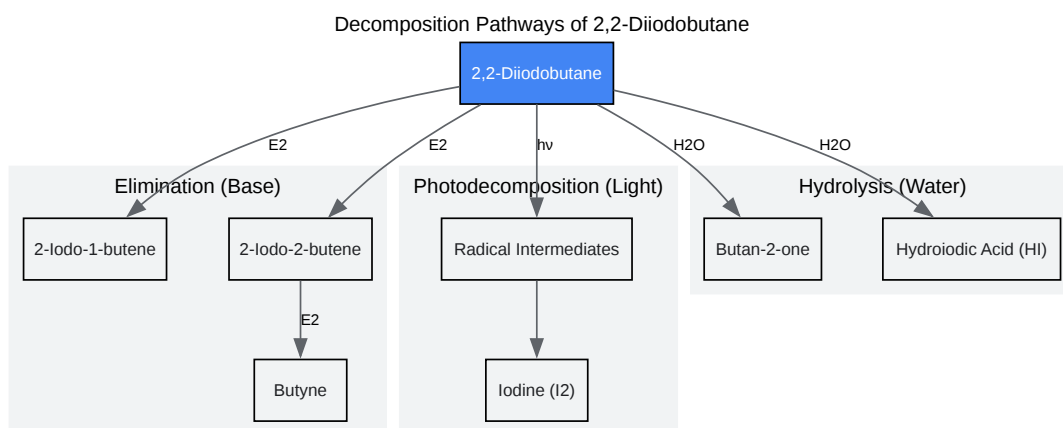 Decomposition Pathways of 2,2-Diiodobutane
2,2-Diiodobutane
E2
E2
hν
H2O
H2O
Elimination (Base)
Photodecomposition (Light)
Hydrolysis (Water)
2-Iodo-1-butene
2-Iodo-2-butene
Radical Intermediates
Butan-2-one
Hydroiodic Acid (HI)
E2
Butyne
Iodine (I2)